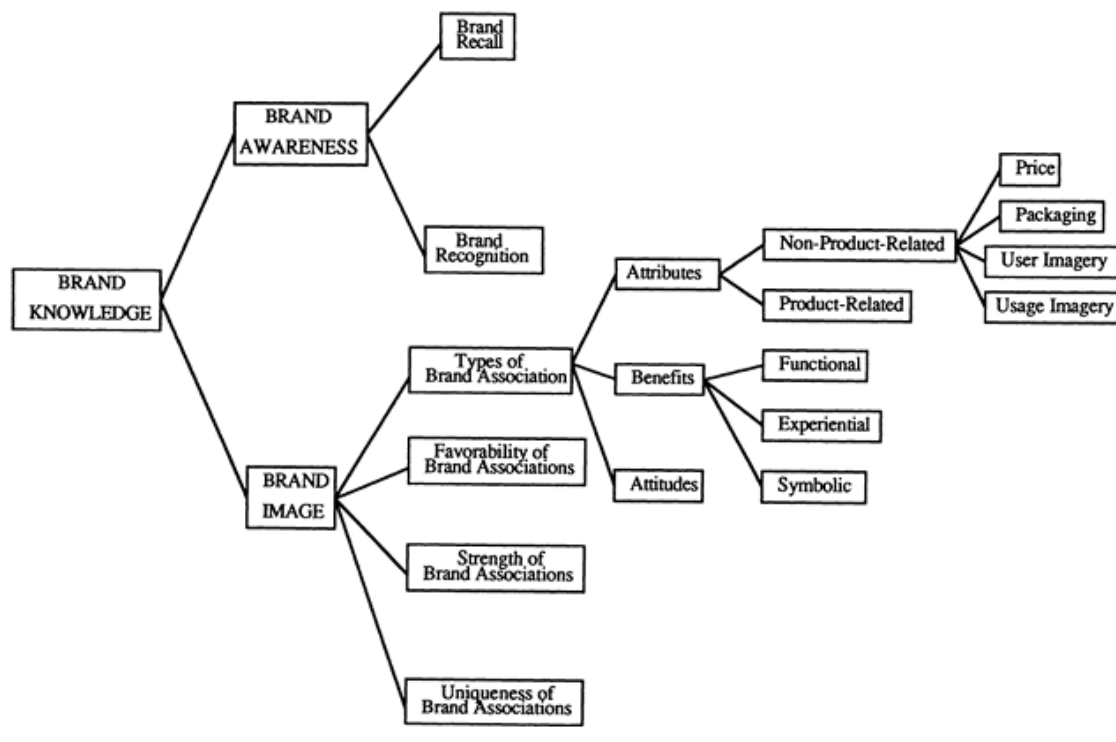 Brand
Recall
BRAND
AWARENESS
Brand
Recognition
BRAND
KNOWLEDGE
BRAND
IMAGE
Types of
Brand Association
Favorability of
Brand Associations
Strength of
Brand Associations
Uniqueness of
Brand Associations
Attributes
Benefits
Attitudes
Non-Product-Related
Product-Related
Functional
Experiential
Symbolic
Price
Packaging
User Imagery
Usage Imagery